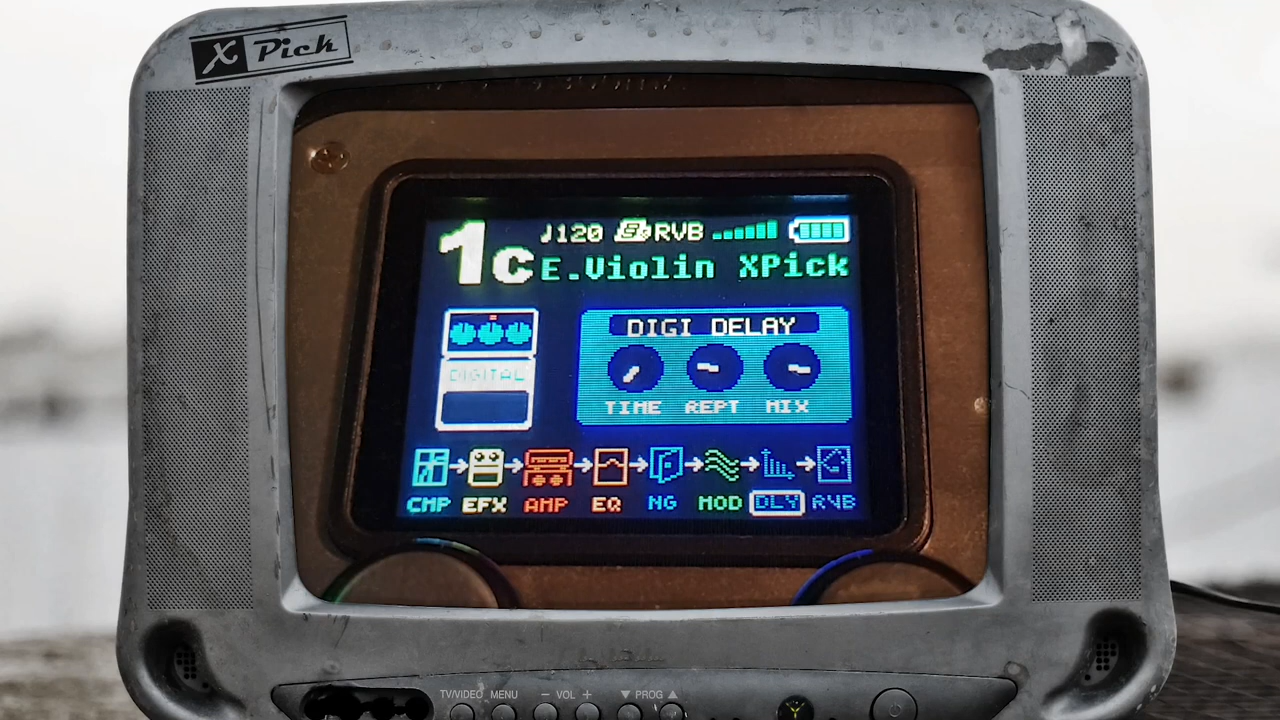 X Pick
1c
♩120 RVB
E.Violin XPick
DIGITAL
DIGI DELAY
TIME REPT MIX
CMP EFX AMP EQ NG MOD DLY RVB
TV/VIDEO MENU − VOL + ▼ PROG ▲